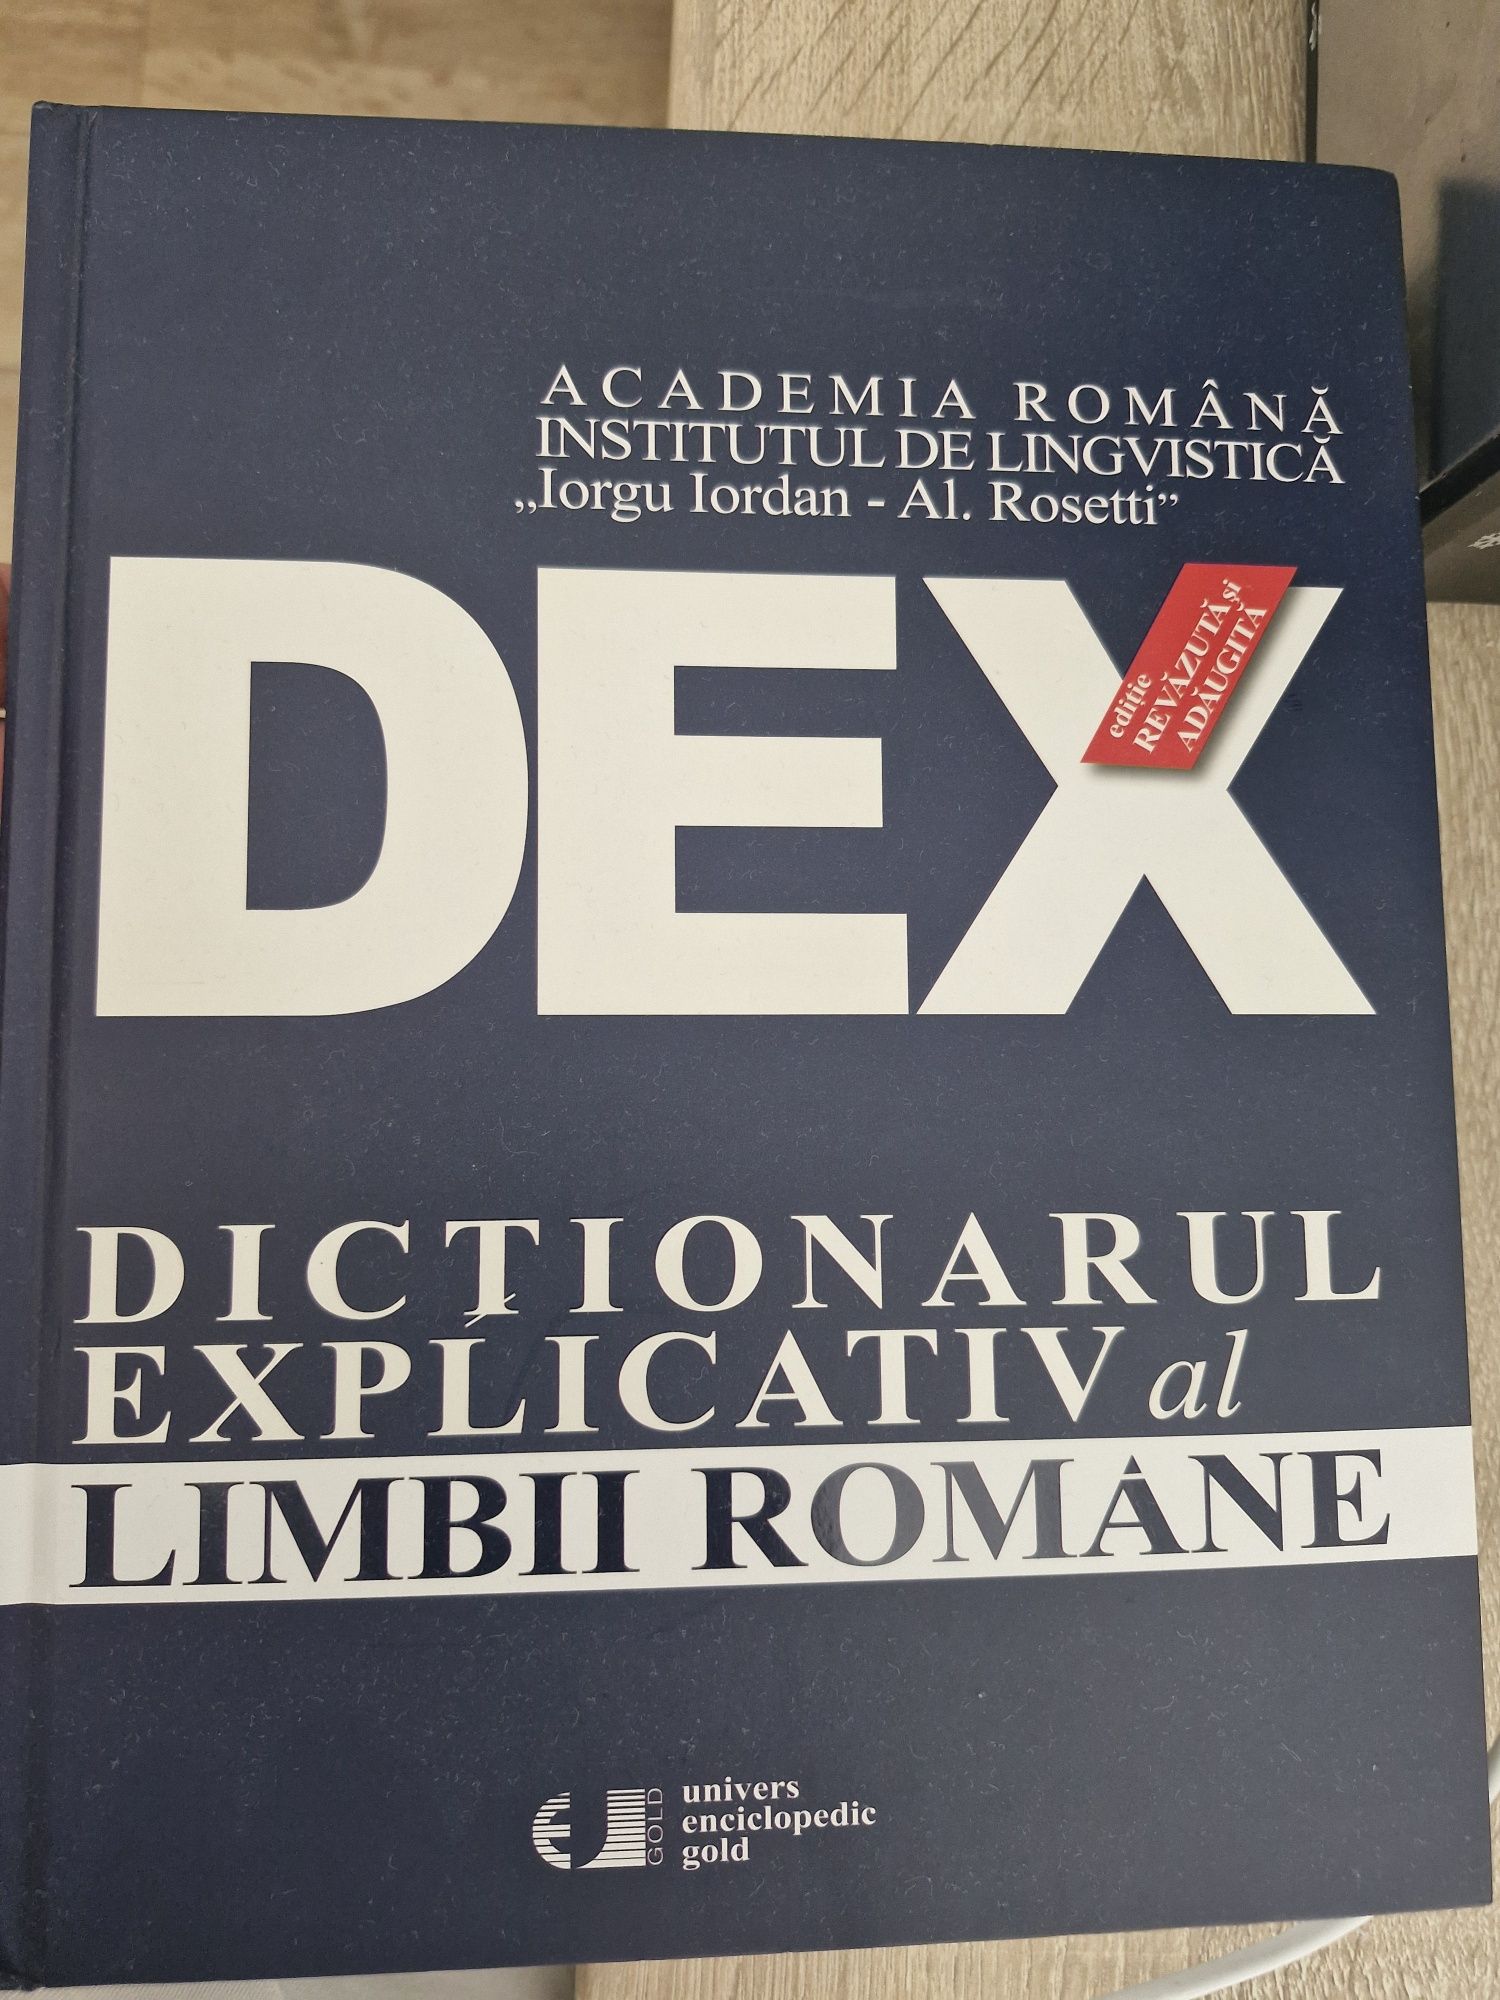 ACADEMIA ROMÂNĂ
INSTITUTUL DE LINGVISTICĂ
„Iorgu Iordan - Al. Rosetti”
DEX
ediție
REVĂZUTĂ și
ADĂUGITĂ
DICȚIONARUL
EXPLICATIV al
LIMBII ROMÂNE
GOLD
univers
enciclopedic
gold